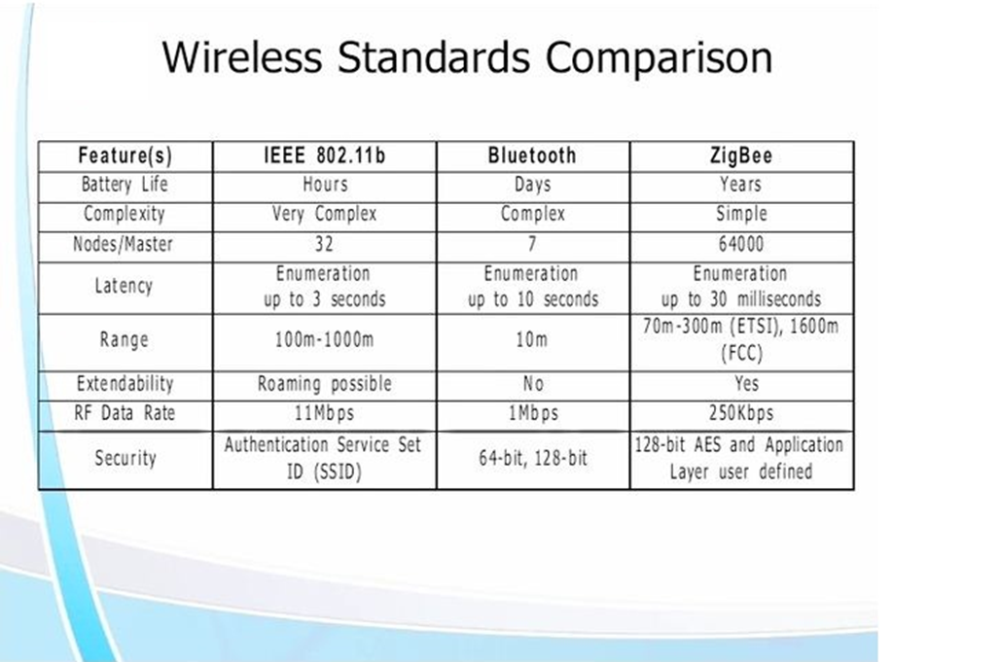 Wireless Standards Comparison
Feature(s) IEEE 802.11b Bluetooth ZigBee
Battery Life Hours Days Years
Complexity Very Complex Complex Simple
Nodes/Master 32 7 64000
Latency Enumeration up to 3 seconds Enumeration up to 10 seconds Enumeration up to 30 milliseconds
Range 100m-1000m 10m 70m-300m (ETSI), 1600m (FCC)
Extendability Roaming possible No Yes
RF Data Rate 11Mbps 1Mbps 250Kbps
Security Authentication Service Set ID (SSID) 64-bit, 128-bit 128-bit AES and Application Layer user defined